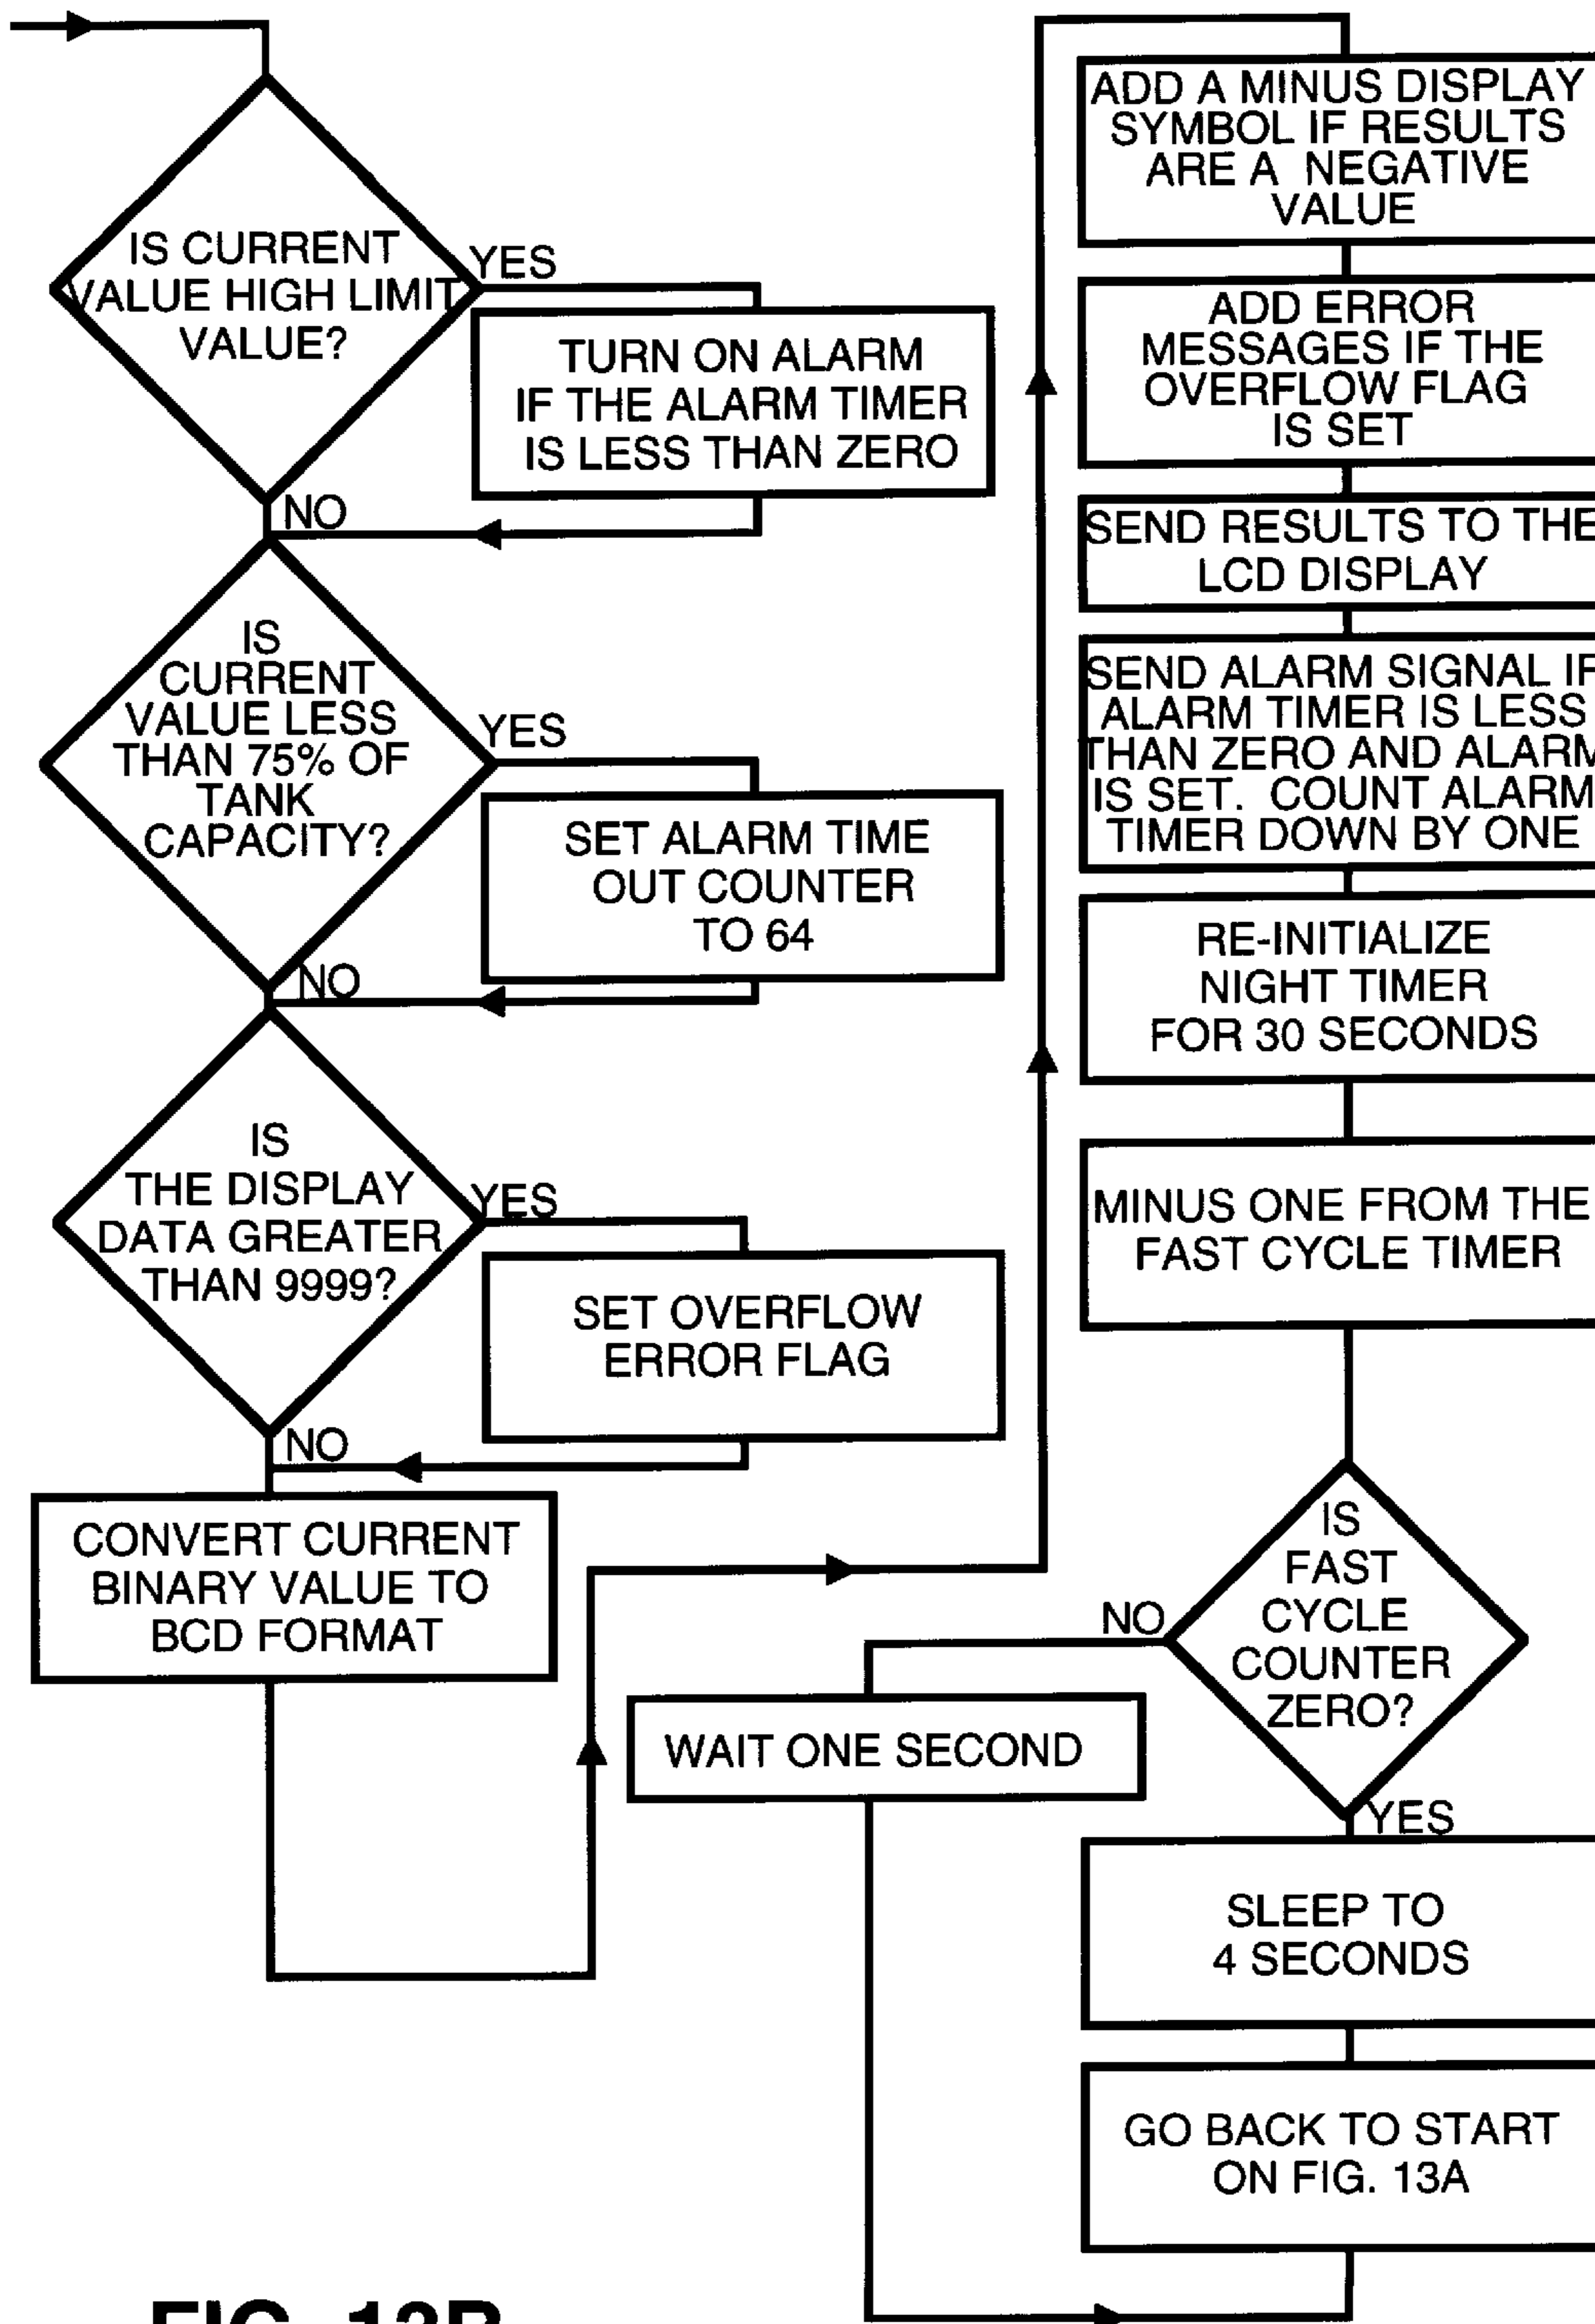 IS CURRENT
VALUE HIGH LIMIT
VALUE?
YES
TURN ON ALARM
IF THE ALARM TIMER
IS LESS THAN ZERO
NO
IS
CURRENT
VALUE LESS
THAN 75% OF
TANK
CAPACITY?
YES
SET ALARM TIME
OUT COUNTER
TO 64
NO
IS
THE DISPLAY
DATA GREATER
THAN 9999?
YES
SET OVERFLOW
ERROR FLAG
NO
CONVERT CURRENT
BINARY VALUE TO
BCD FORMAT
ADD A MINUS DISPLAY
SYMBOL IF RESULTS
ARE A NEGATIVE
VALUE
ADD ERROR
MESSAGES IF THE
OVERFLOW FLAG
IS SET
SEND RESULTS TO THE
LCD DISPLAY
SEND ALARM SIGNAL IF
ALARM TIMER IS LESS
THAN ZERO AND ALARM
IS SET. COUNT ALARM
TIMER DOWN BY ONE
RE-INITIALIZE
NIGHT TIMER
FOR 30 SECONDS
MINUS ONE FROM THE
FAST CYCLE TIMER
IS
FAST
CYCLE
COUNTER
ZERO?
NO
WAIT ONE SECOND
YES
SLEEP TO
4 SECONDS
GO BACK TO START
ON FIG. 13A
FIG. 13B